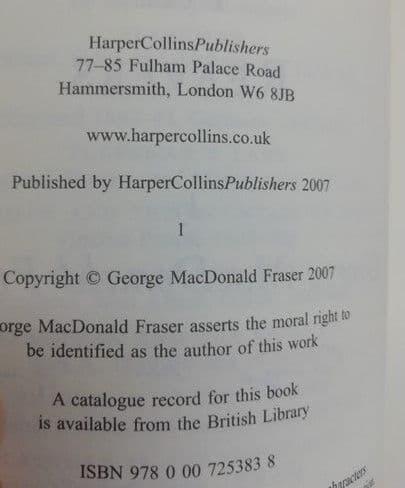 HarperCollinsPublishers
77–85 Fulham Palace Road
Hammersmith, London W6 8JB
www.harpercollins.co.uk
Published by HarperCollinsPublishers 2007
1
Copyright © George MacDonald Fraser 2007
orge MacDonald Fraser asserts the moral right to
be identified as the author of this work
A catalogue record for this book
is available from the British Library
ISBN 978 0 00 725383 8
characters